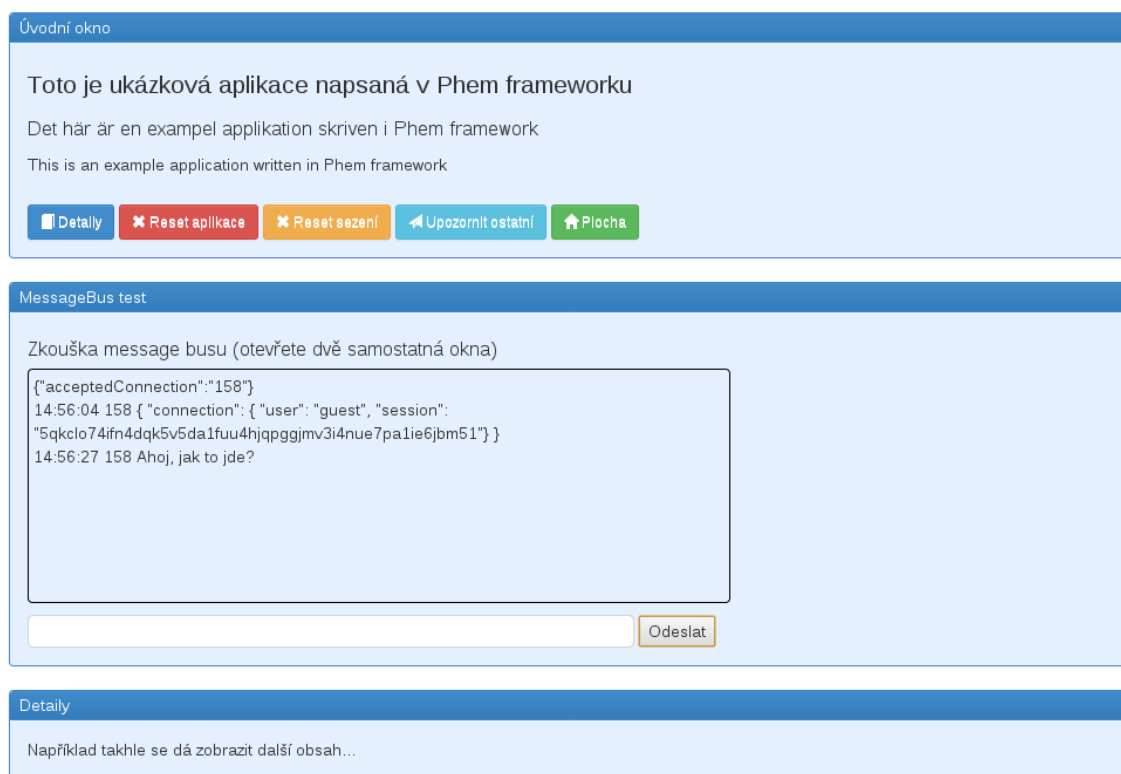 Úvodní okno
Toto je ukázková aplikace napsaná v Phem frameworku
Det här är en exampel applikation skriven i Phem framework
This is an example application written in Phem framework
Detaily Reset aplikace Reset sezení Upozornit ostatní Plocha
MessageBus test
Zkouška message busu (otevřete dvě samostatná okna)
{"acceptedConnection":"158"}
14:56:04 158 { "connection": { "user": "guest", "session":
"5qkclo74ifn4dqk5v5da1fuu4hjqpggjmv3i4nue7pa1ie6jbm51"} }
14:56:27 158 Ahoj, jak to jde?
Odeslat
Detaily
Například takhle se dá zobrazit další obsah...